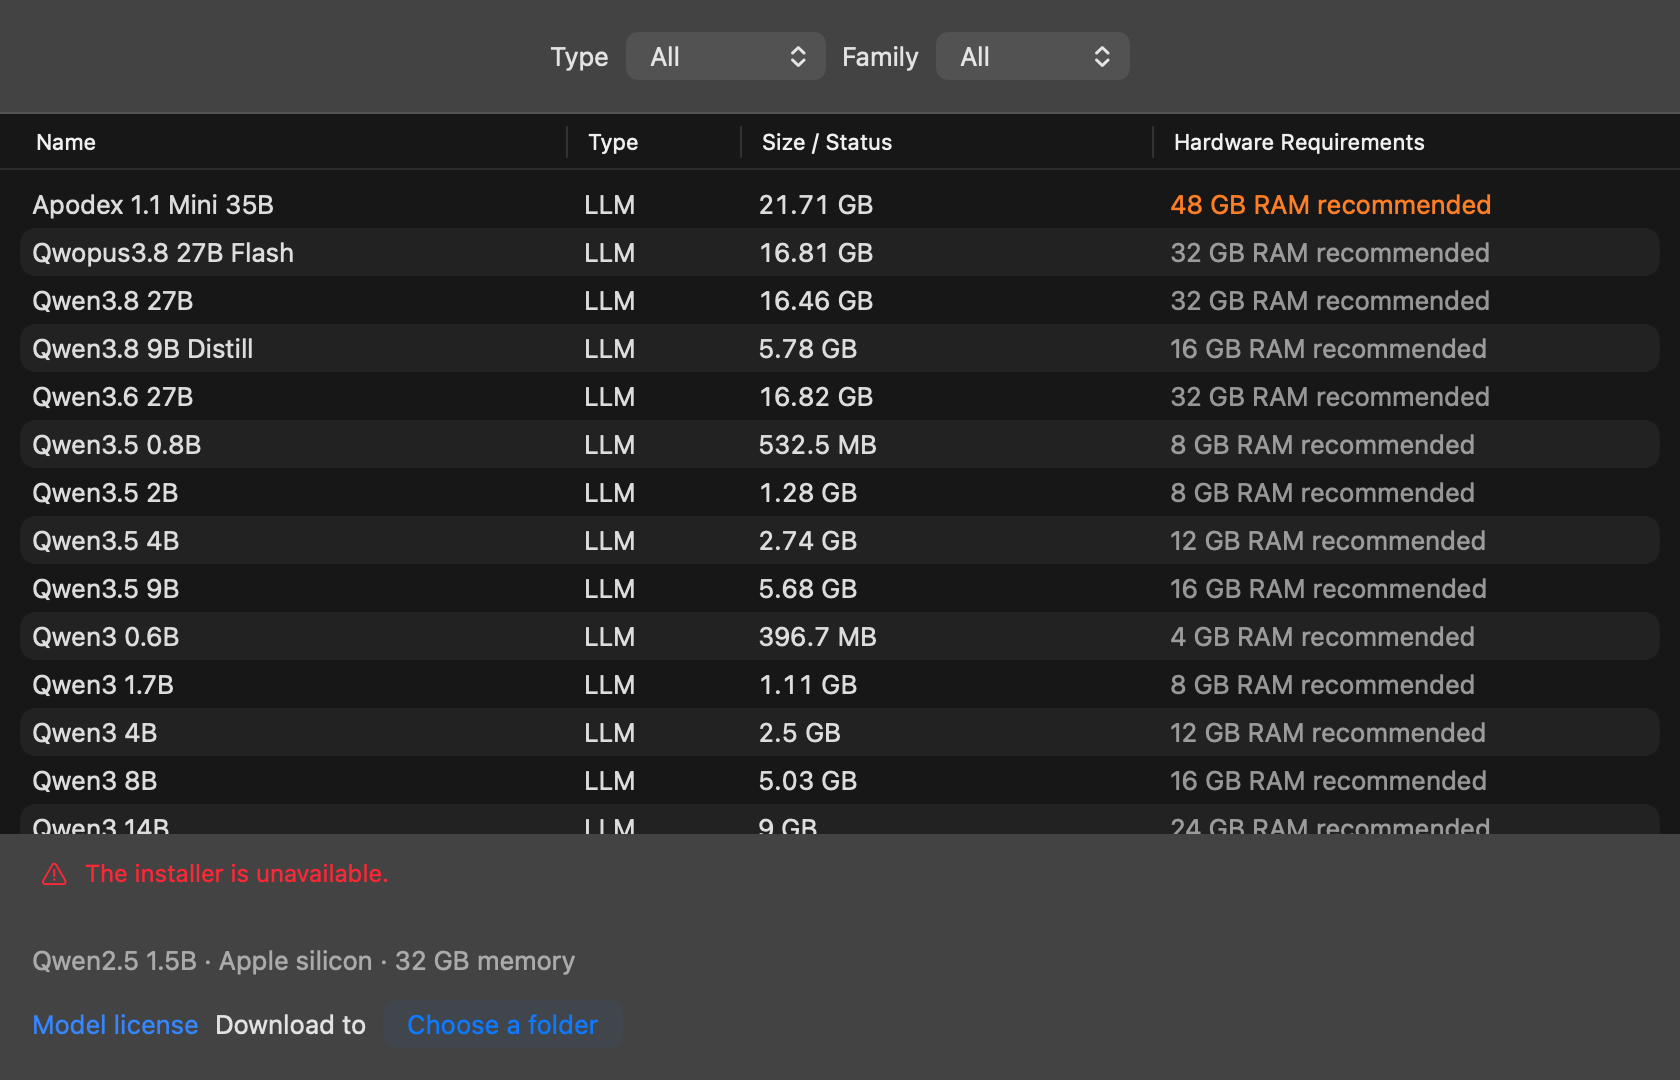 Type All Family All
Name Type Size / Status Hardware Requirements
Apodex 1.1 Mini 35B LLM 21.71 GB 48 GB RAM recommended
Qwopus3.8 27B Flash LLM 16.81 GB 32 GB RAM recommended
Qwen3.8 27B LLM 16.46 GB 32 GB RAM recommended
Qwen3.8 9B Distill LLM 5.78 GB 16 GB RAM recommended
Qwen3.6 27B LLM 16.82 GB 32 GB RAM recommended
Qwen3.5 0.8B LLM 532.5 MB 8 GB RAM recommended
Qwen3.5 2B LLM 1.28 GB 8 GB RAM recommended
Qwen3.5 4B LLM 2.74 GB 12 GB RAM recommended
Qwen3.5 9B LLM 5.68 GB 16 GB RAM recommended
Qwen3 0.6B LLM 396.7 MB 4 GB RAM recommended
Qwen3 1.7B LLM 1.11 GB 8 GB RAM recommended
Qwen3 4B LLM 2.5 GB 12 GB RAM recommended
Qwen3 8B LLM 5.03 GB 16 GB RAM recommended
Qwen3 14B LLM 9 GB 24 GB RAM recommended
The installer is unavailable.
Qwen2.5 1.5B · Apple silicon · 32 GB memory
Model license Download to Choose a folder